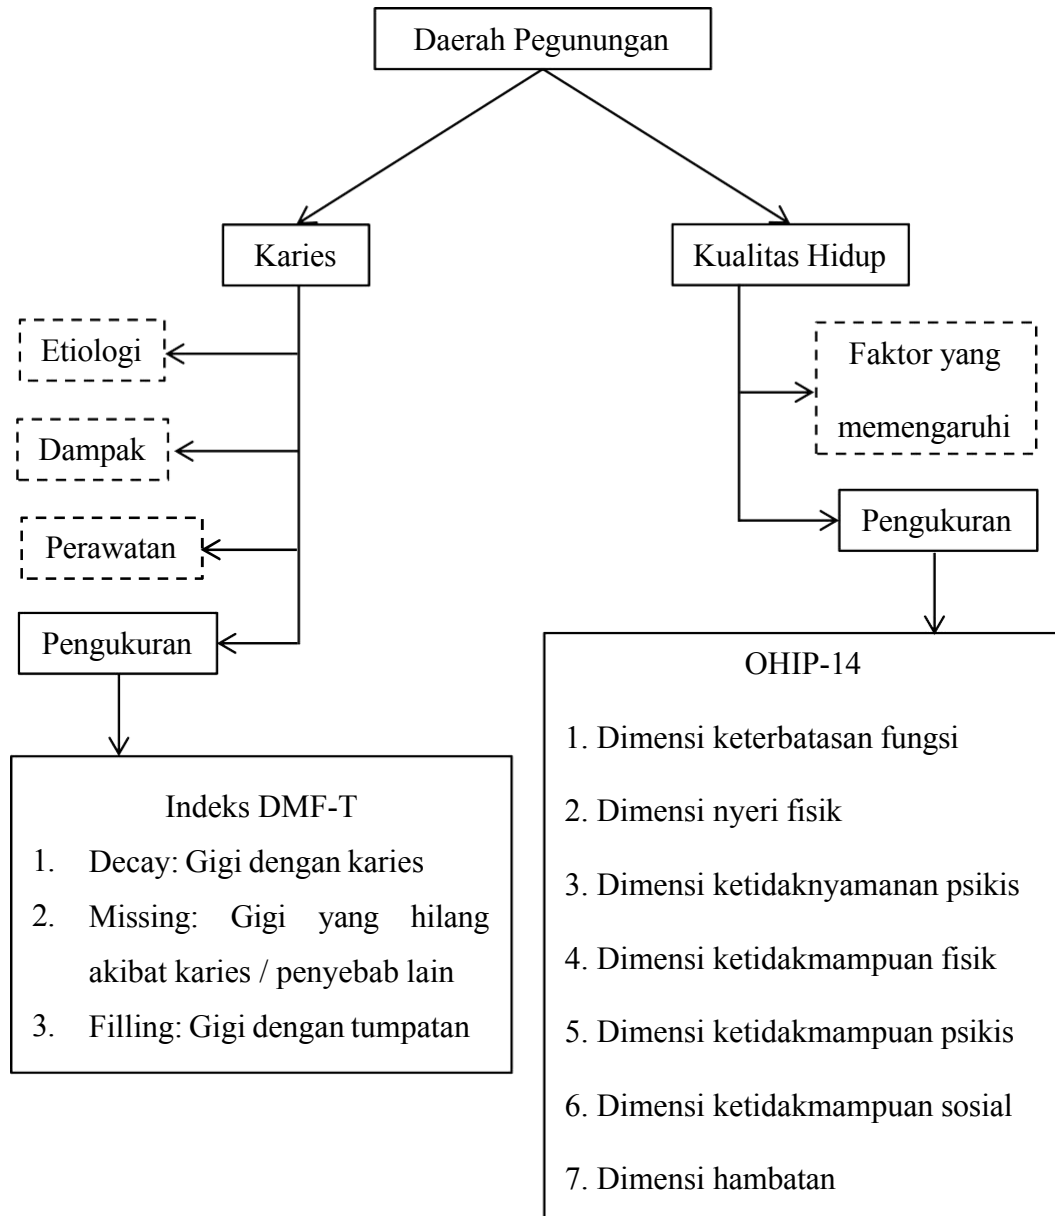 Daerah Pegunungan
Karies
Kualitas Hidup
Etiologi
Dampak
Perawatan
Pengukuran
Faktor yang
memengaruhi
Pengukuran
Indeks DMF-T
1. Decay: Gigi dengan karies
2. Missing: Gigi yang hilang
akibat karies / penyebab lain
3. Filling: Gigi dengan tumpatan
OHIP-14
1. Dimensi keterbatasan fungsi
2. Dimensi nyeri fisik
3. Dimensi ketidaknyamanan psikis
4. Dimensi ketidakmampuan fisik
5. Dimensi ketidakmampuan psikis
6. Dimensi ketidakmampuan sosial
7. Dimensi hambatan